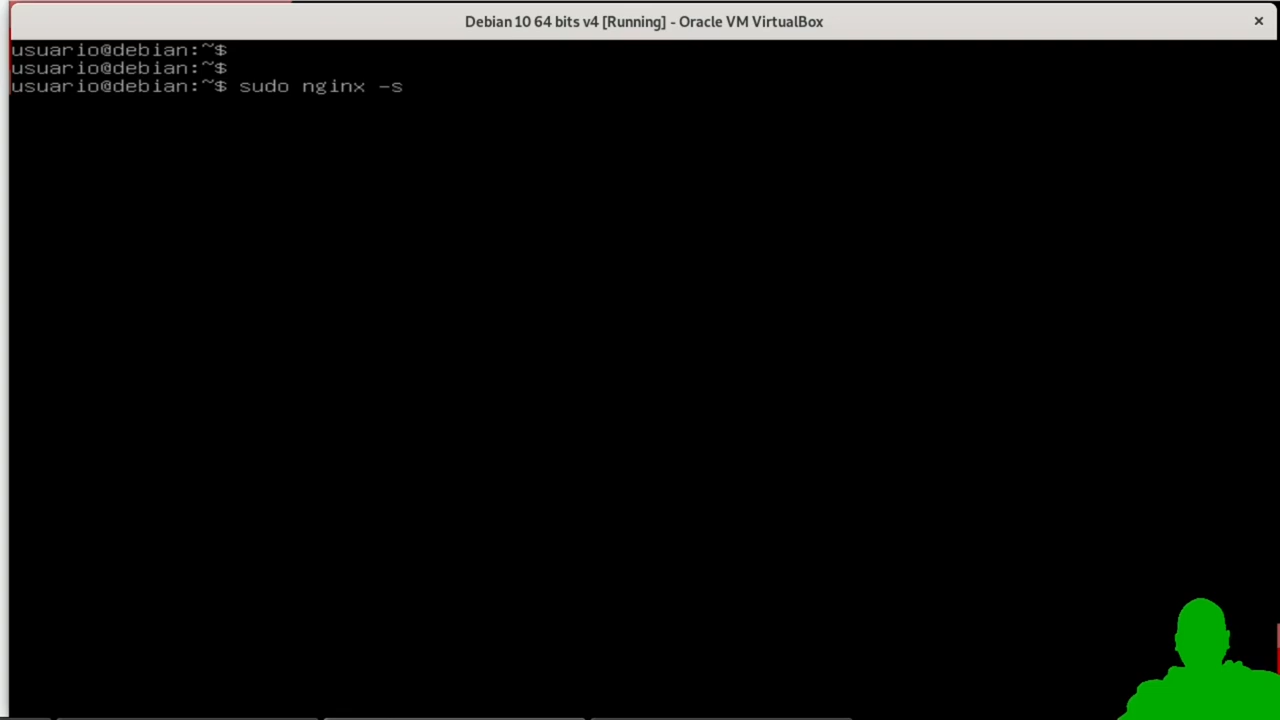 Debian 10 64 bits v4 [Running] - Oracle VM VirtualBox
usuario@debian:~$
usuario@debian:~$
usuario@debian:~$ sudo nginx -s